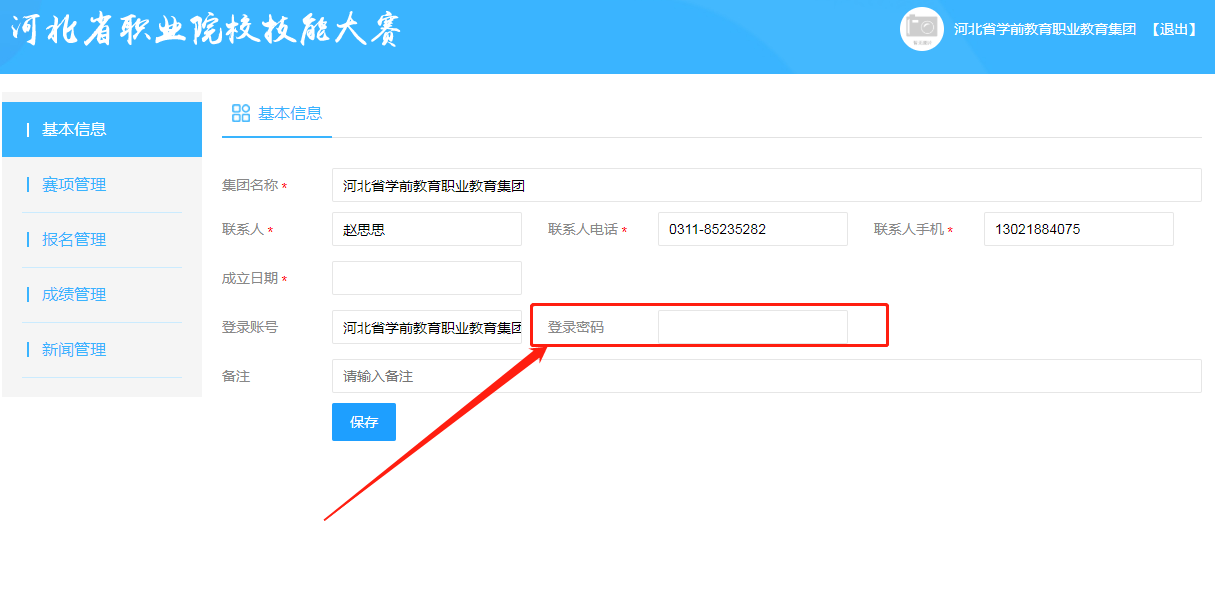 河北省职业院校技能大赛
河北省学前教育职业教育集团 【退出】
基本信息
赛项管理
报名管理
成绩管理
新闻管理
基本信息
集团名称* 河北省学前教育职业教育集团
联系人* 赵思思 联系人电话* 0311-85235282 联系人手机* 13021884075
成立日期*
登录账号 河北省学前教育职业教育集团 登录密码
备注 请输入备注
保存